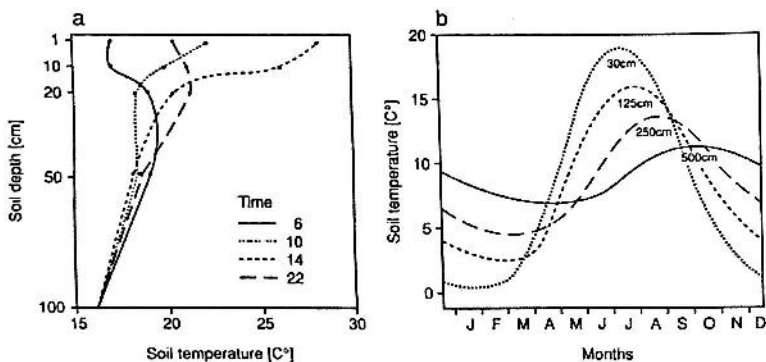 a
1
10
20
50
100
Soil depth [cm]
Time
6
10
14
22
15 20 25 30
Soil temperature [C°]
b
20
15
10
5
0
Soil temperature [C°]
30cm
125cm
250cm
500cm
J F M A M J J A S O N D
Months